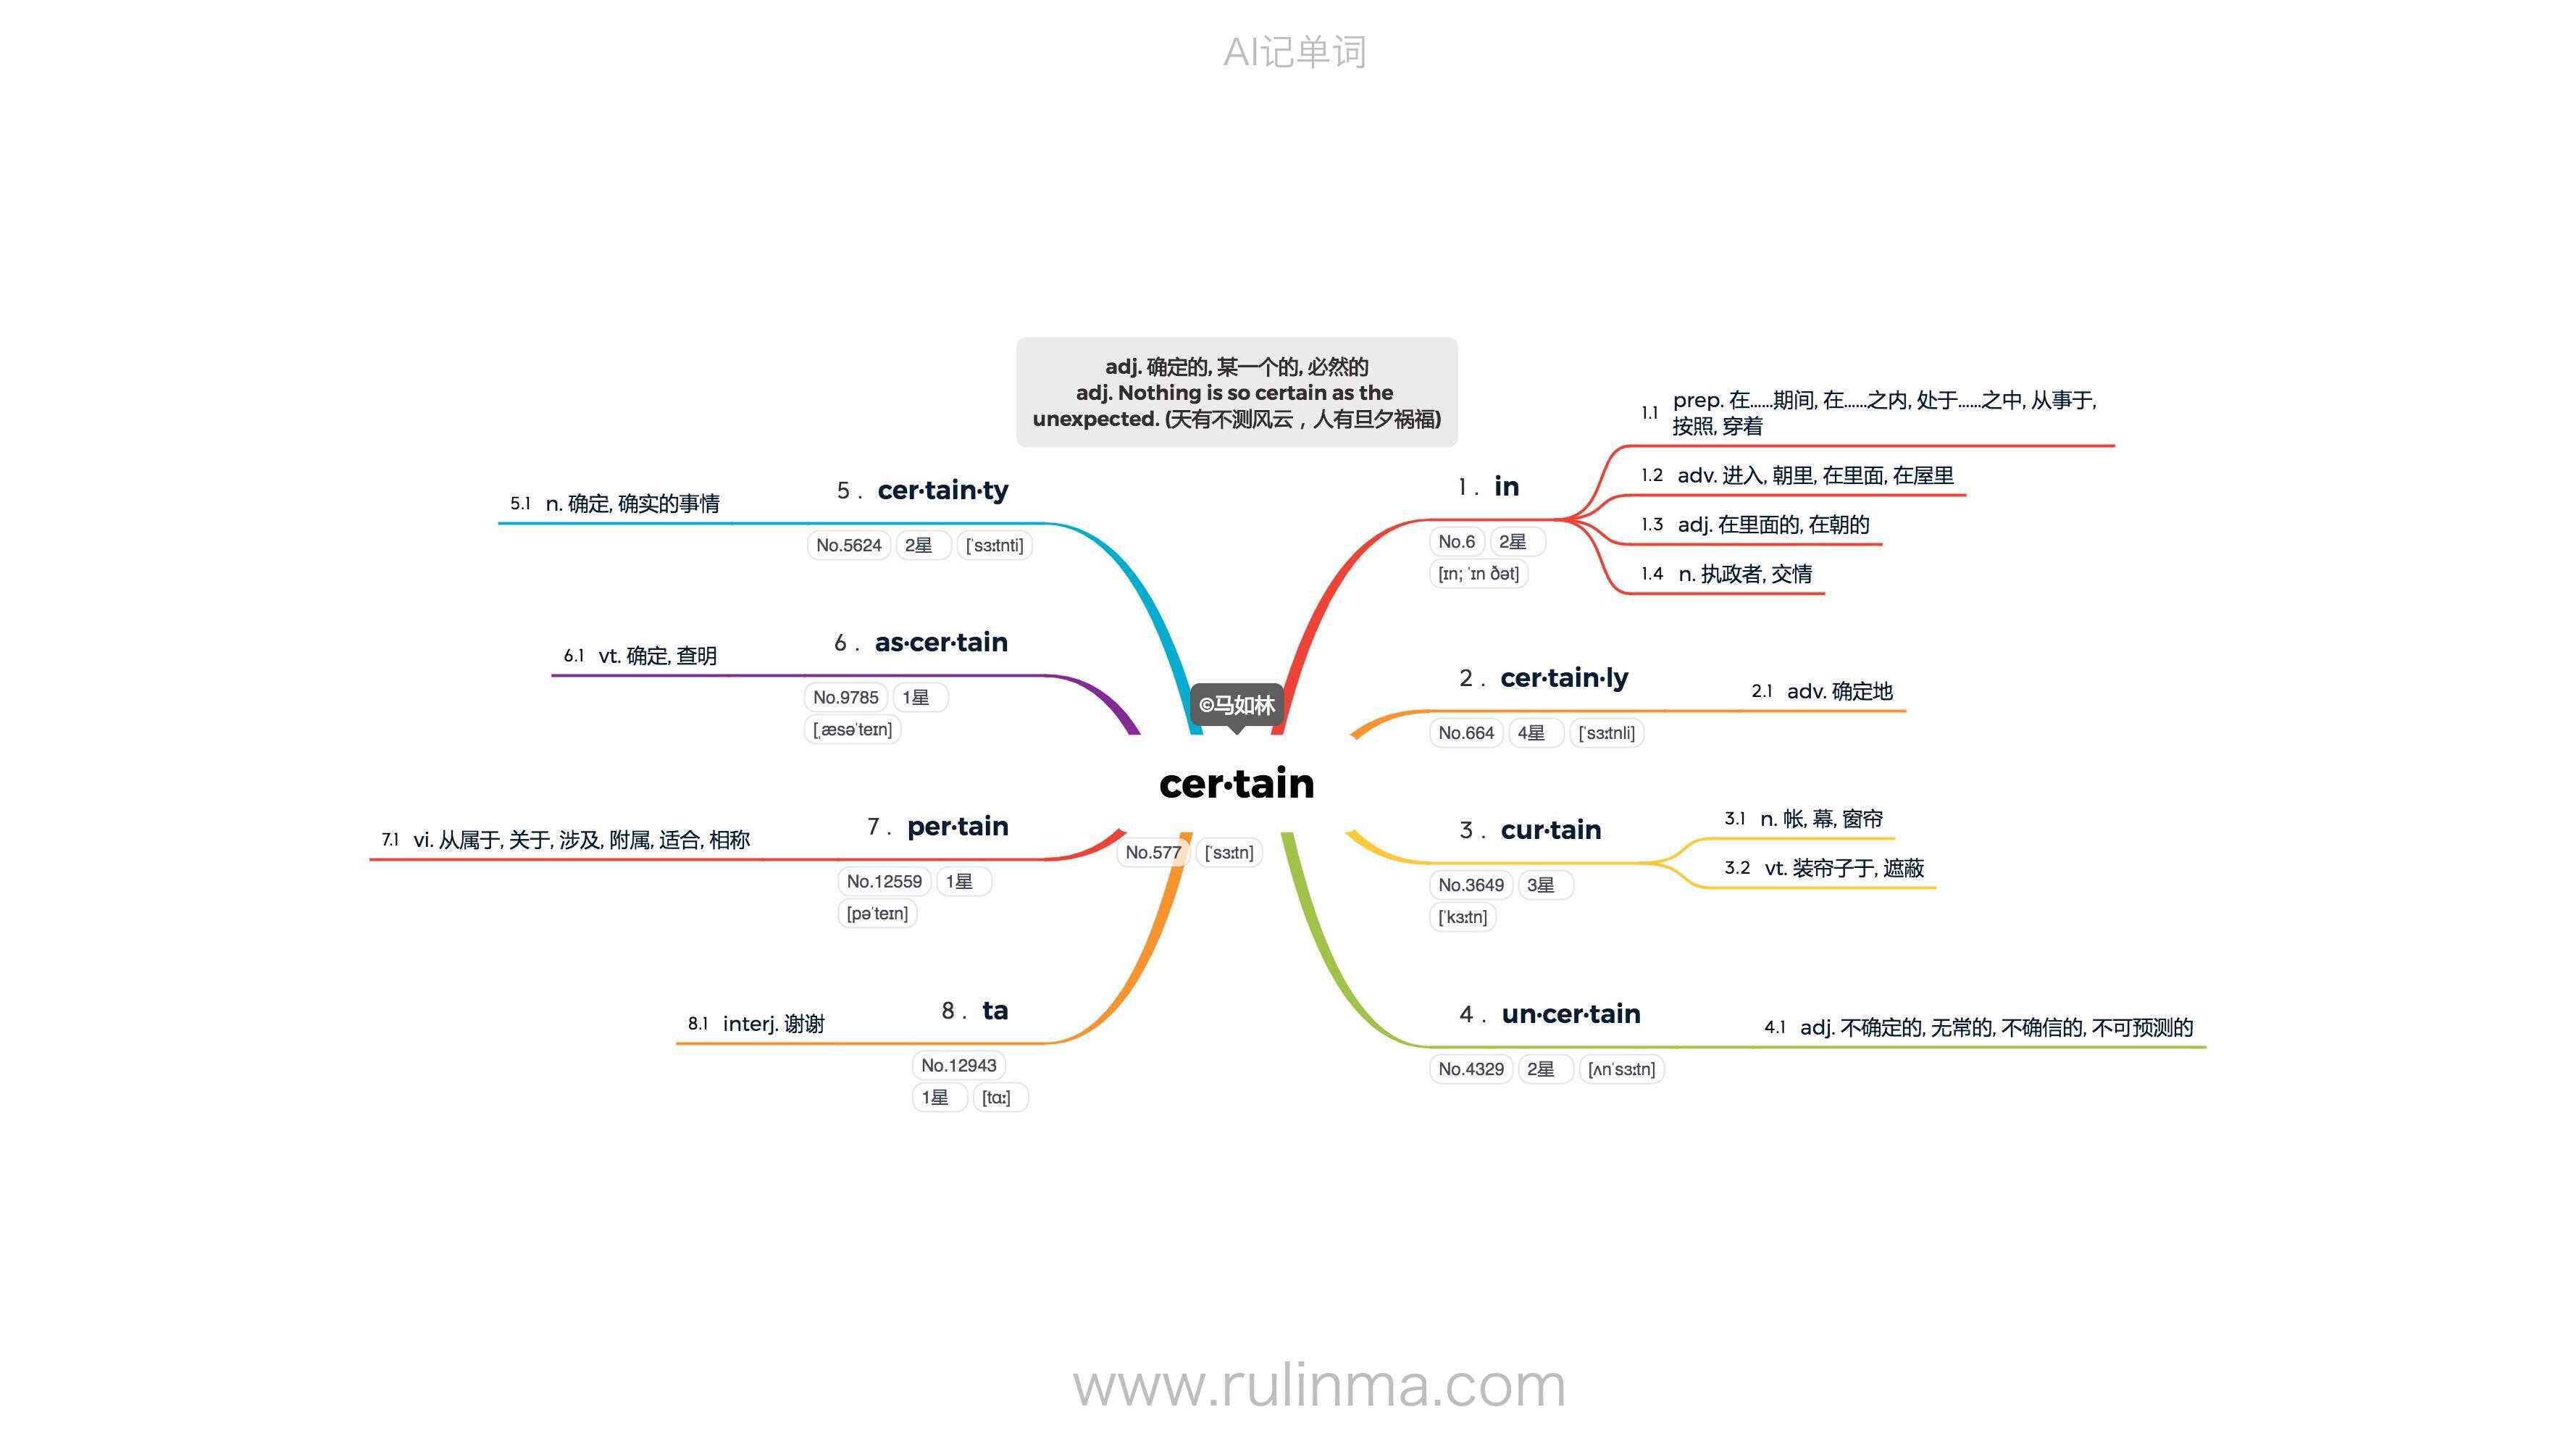 AI记单词
adj. 确定的, 某一个的, 必然的
adj. Nothing is so certain as the
unexpected. (天有不测风云，人有旦夕祸福)
©马如林
cer·tain
No.577 [ˈsɜːtn]
1 . in
No.6 2星
[ɪn; ˈɪn ðət]
1.1 prep. 在……期间, 在……之内, 处于……之中, 从事于,
按照, 穿着
1.2 adv. 进入, 朝里, 在里面, 在屋里
1.3 adj. 在里面的, 在朝的
1.4 n. 执政者, 交情
2 . cer·tain·ly
No.664 4星 [ˈsɜːtnli]
2.1 adv. 确定地
3 . cur·tain
No.3649 3星
[ˈkɜːtn]
3.1 n. 帐, 幕, 窗帘
3.2 vt. 装帘子于, 遮蔽
4 . un·cer·tain
No.4329 2星 [ʌnˈsɜːtn]
4.1 adj. 不确定的, 无常的, 不确信的, 不可预测的
5 . cer·tain·ty
No.5624 2星 [ˈsɜːtnti]
5.1 n. 确定, 确实的事情
6 . as·cer·tain
No.9785 1星
[ˌæsəˈteɪn]
6.1 vt. 确定, 查明
7 . per·tain
No.12559 1星
[pəˈteɪn]
7.1 vi. 从属于, 关于, 涉及, 附属, 适合, 相称
8 . ta
No.12943
1星 [tɑː]
8.1 interj. 谢谢
www.rulinma.com